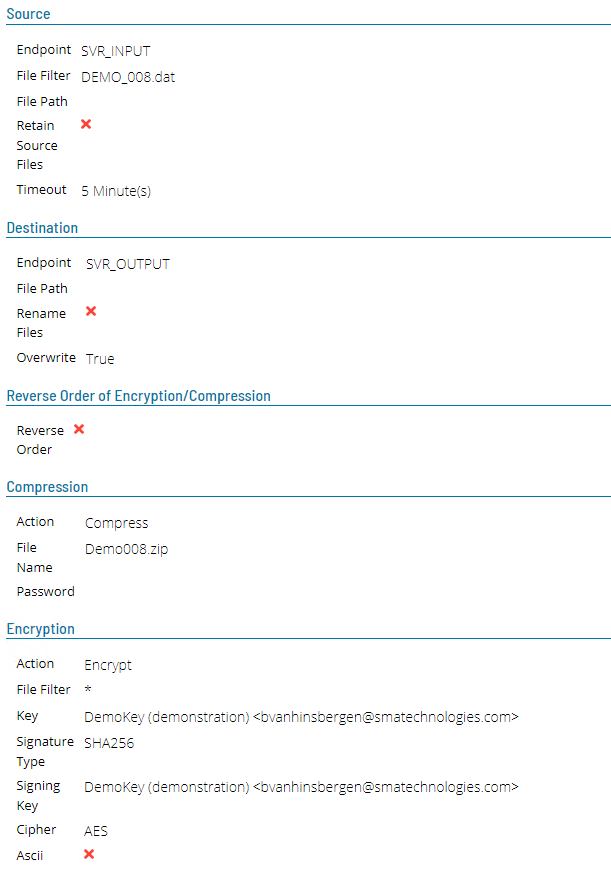 Source
Endpoint SVR_INPUT
File Filter DEMO_008.dat
File Path
Retain
Source
Files
Timeout 5 Minute(s)
Destination
Endpoint SVR_OUTPUT
File Path
Rename
Files
Overwrite True
Reverse Order of Encryption/Compression
Reverse
Order
Compression
Action Compress
File Demo008.zip
Name
Password
Encryption
Action Encrypt
File Filter *
Key DemoKey (demonstration) <bvanhinsbergen@smatechnologies.com>
Signature SHA256
Type
Signing DemoKey (demonstration) <bvanhinsbergen@smatechnologies.com>
Key
Cipher AES
Ascii